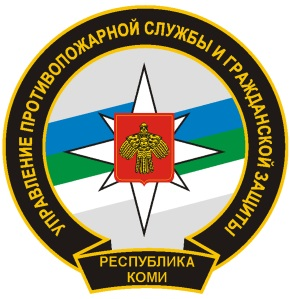 УПРАВЛЕНИЕ ПРОТИВОПОЖАРНОЙ СЛУЖБЫ И ГРАЖДАНСКОЙ ЗАЩИТЫ
РЕСПУБЛИКА
КОМИ